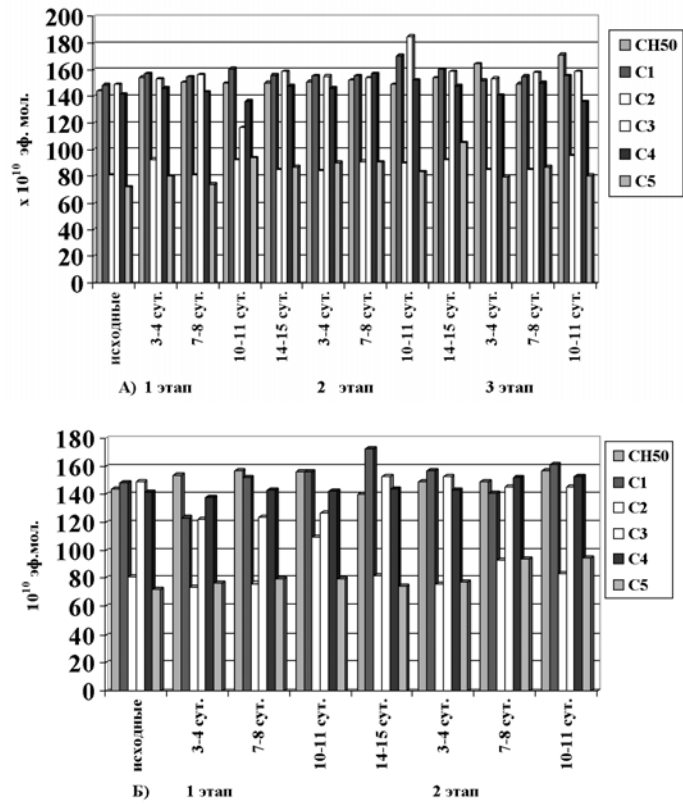 200
180
160
140
120
100
80
60
40
20
0
х 10¹⁰ эф. мол.
CH50
C1
C2
C3
C4
C5
исходные
3-4 сут.
7-8 сут.
10-11 сут.
14-15 сут.
3-4 сут.
7-8 сут.
10-11 сут.
14-15 сут.
3-4 сут.
7-8 сут.
10-11 сут.
А) 1 этап 2 этап 3 этап
180
160
140
120
100
80
60
40
20
0
10¹⁰ эф.мол.
CH50
C1
C2
C3
C4
C5
исходные
3-4 сут.
7-8 сут.
10-11 сут.
14-15 сут.
3-4 сут.
7-8 сут.
10-11 сут.
Б) 1 этап 2 этап